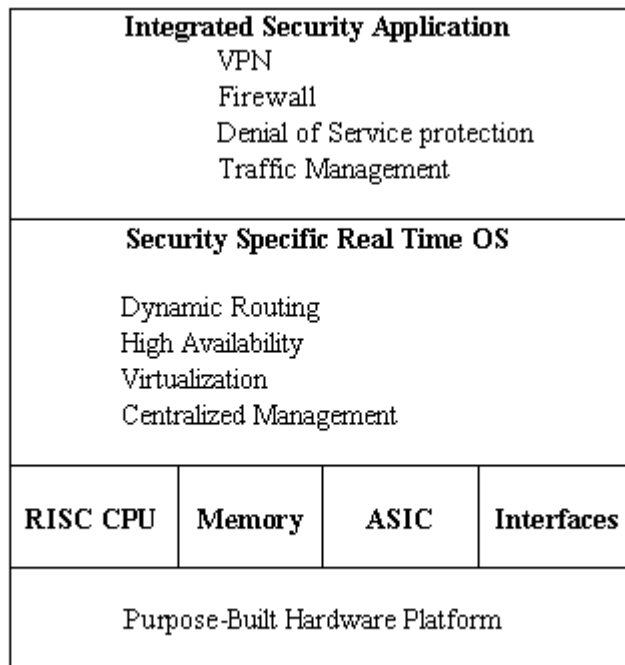 Integrated Security Application
VPN
Firewall
Denial of Service protection
Traffic Management
Security Specific Real Time OS
Dynamic Routing
High Availability
Virtualization
Centralized Management
RISC CPU Memory ASIC Interfaces
Purpose-Built Hardware Platform